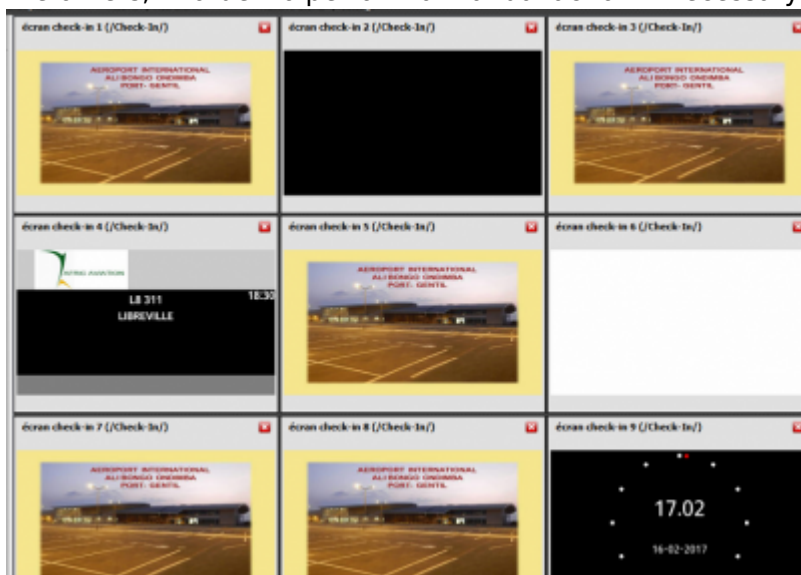 écran check-in 1 (/Check-In/)
écran check-in 2 (/Check-In/)
écran check-in 3 (/Check-In/)
AEROPORT INTERNATIONAL
ALI BONGO ONDIMBA
PORT- GENTIL
AEROPORT INTERNATIONAL
ALI BONGO ONDIMBA
PORT- GENTIL
écran check-in 4 (/Check-In/)
écran check-in 5 (/Check-In/)
écran check-in 6 (/Check-In/)
AFRIC AVIATION
18:30
L8 311
LIBREVILLE
AEROPORT INTERNATIONAL
ALI BONGO ONDIMBA
PORT- GENTIL
écran check-in 7 (/Check-In/)
écran check-in 8 (/Check-In/)
écran check-in 9 (/Check-In/)
AEROPORT INTERNATIONAL
ALI BONGO ONDIMBA
PORT- GENTIL
AEROPORT INTERNATIONAL
ALI BONGO ONDIMBA
PORT- GENTIL
17.02
16-02-2017